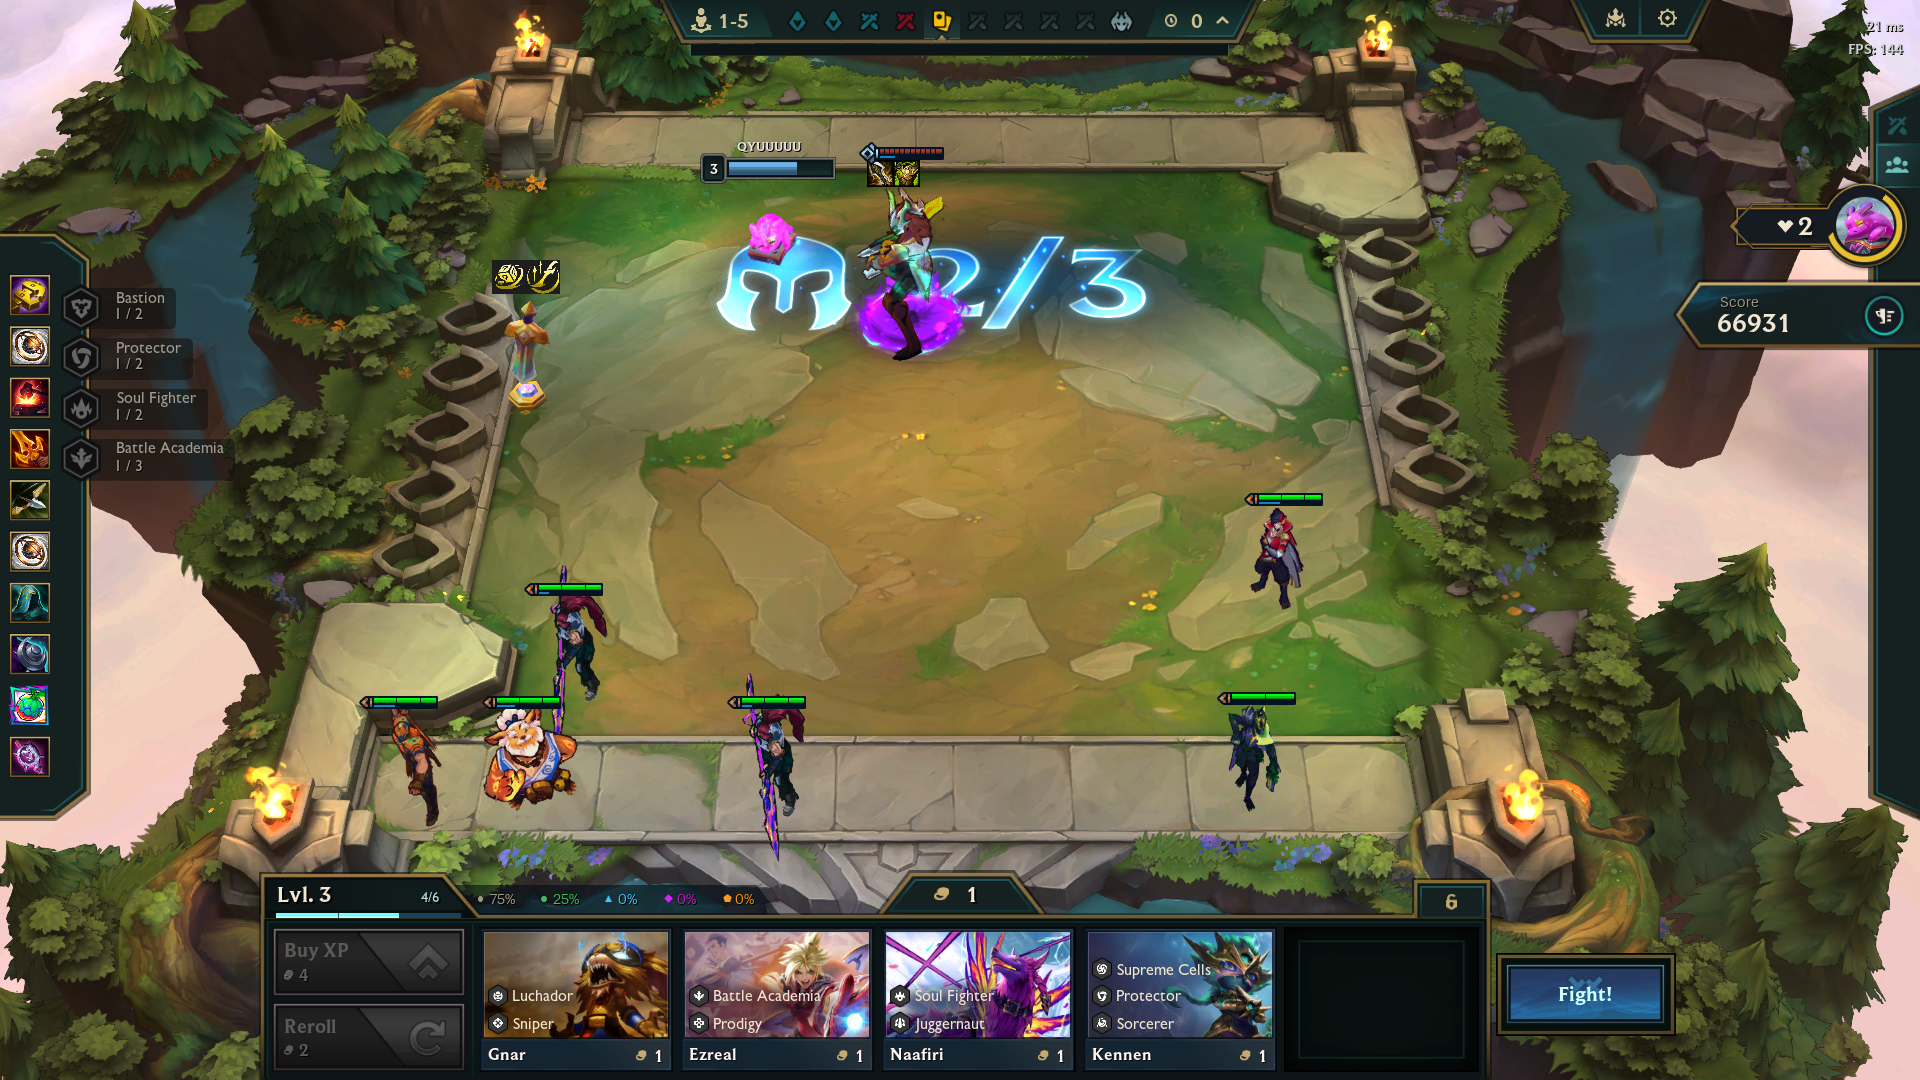 1-5
0
21 ms
FPS: 144
QYUUUUU
3
2/3
2
Score
66931
Bastion
1 / 2
Protector
1 / 2
Soul Fighter
1 / 2
Battle Academia
1 / 3
Lvl. 3
4/6
75%
25%
0%
0%
0%
1
6
Buy XP
4
Reroll
2
Luchador
Sniper
Gnar
1
Battle Academia
Prodigy
Ezreal
1
Soul Fighter
Juggernaut
Naafiri
1
Supreme Cells
Protector
Sorcerer
Kennen
1
Fight!